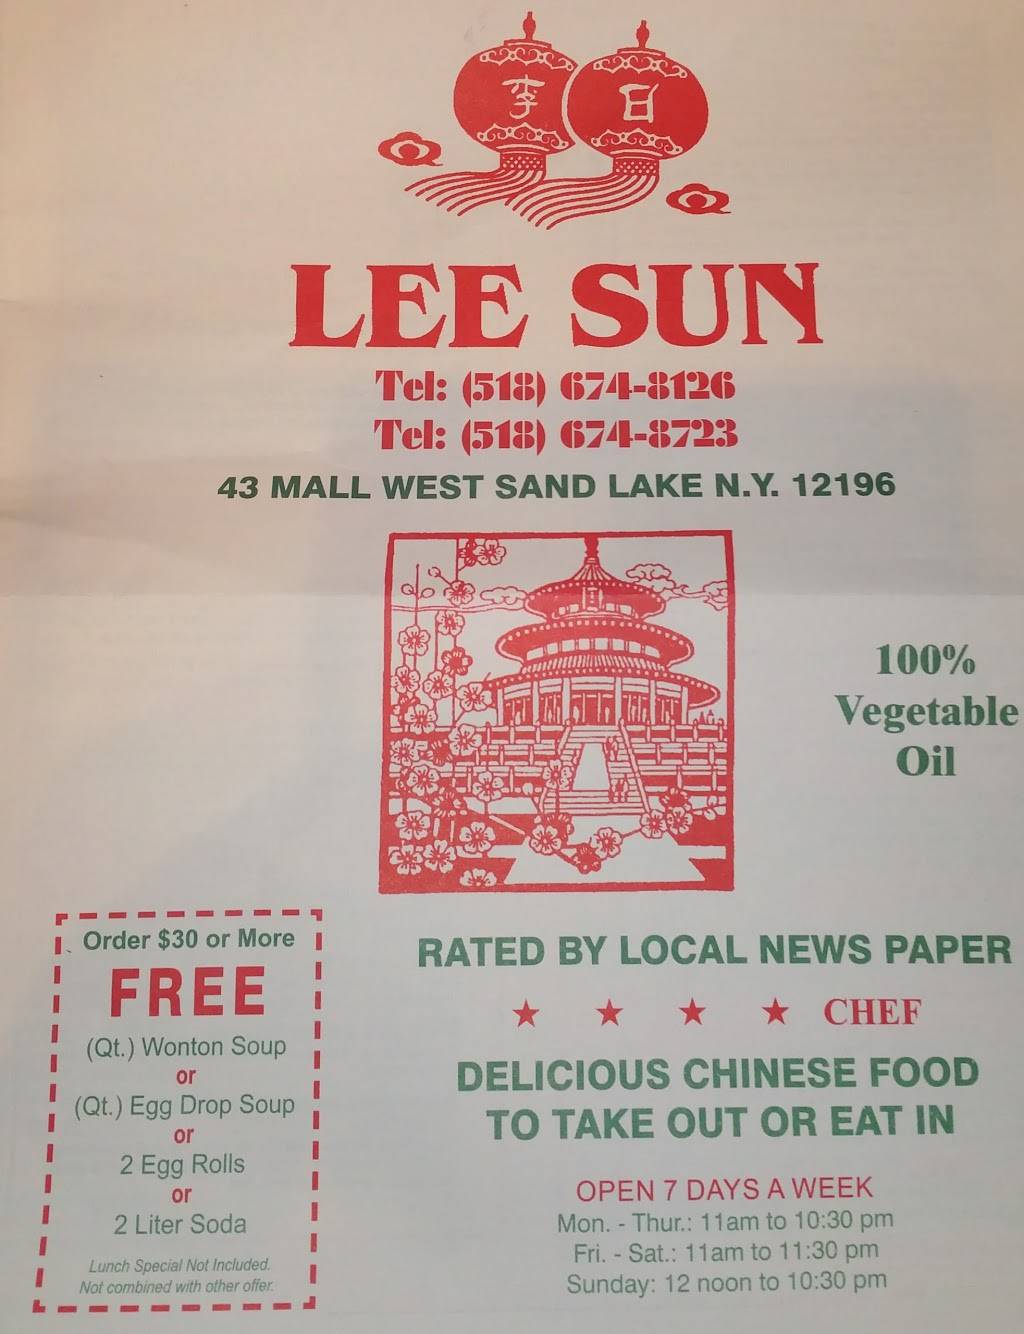 李 日
LEE SUN
Tel: (518) 674-8126
Tel: (518) 674-8723
43 MALL WEST SAND LAKE N.Y. 12196
100%
Vegetable
Oil
Order $30 or More
FREE
(Qt.) Wonton Soup
or
(Qt.) Egg Drop Soup
or
2 Egg Rolls
or
2 Liter Soda
Lunch Special Not Included.
Not combined with other offer.
RATED BY LOCAL NEWS PAPER
★ ★ ★ ★ CHEF
DELICIOUS CHINESE FOOD
TO TAKE OUT OR EAT IN
OPEN 7 DAYS A WEEK
Mon. - Thur.: 11am to 10:30 pm
Fri. - Sat.: 11am to 11:30 pm
Sunday: 12 noon to 10:30 pm